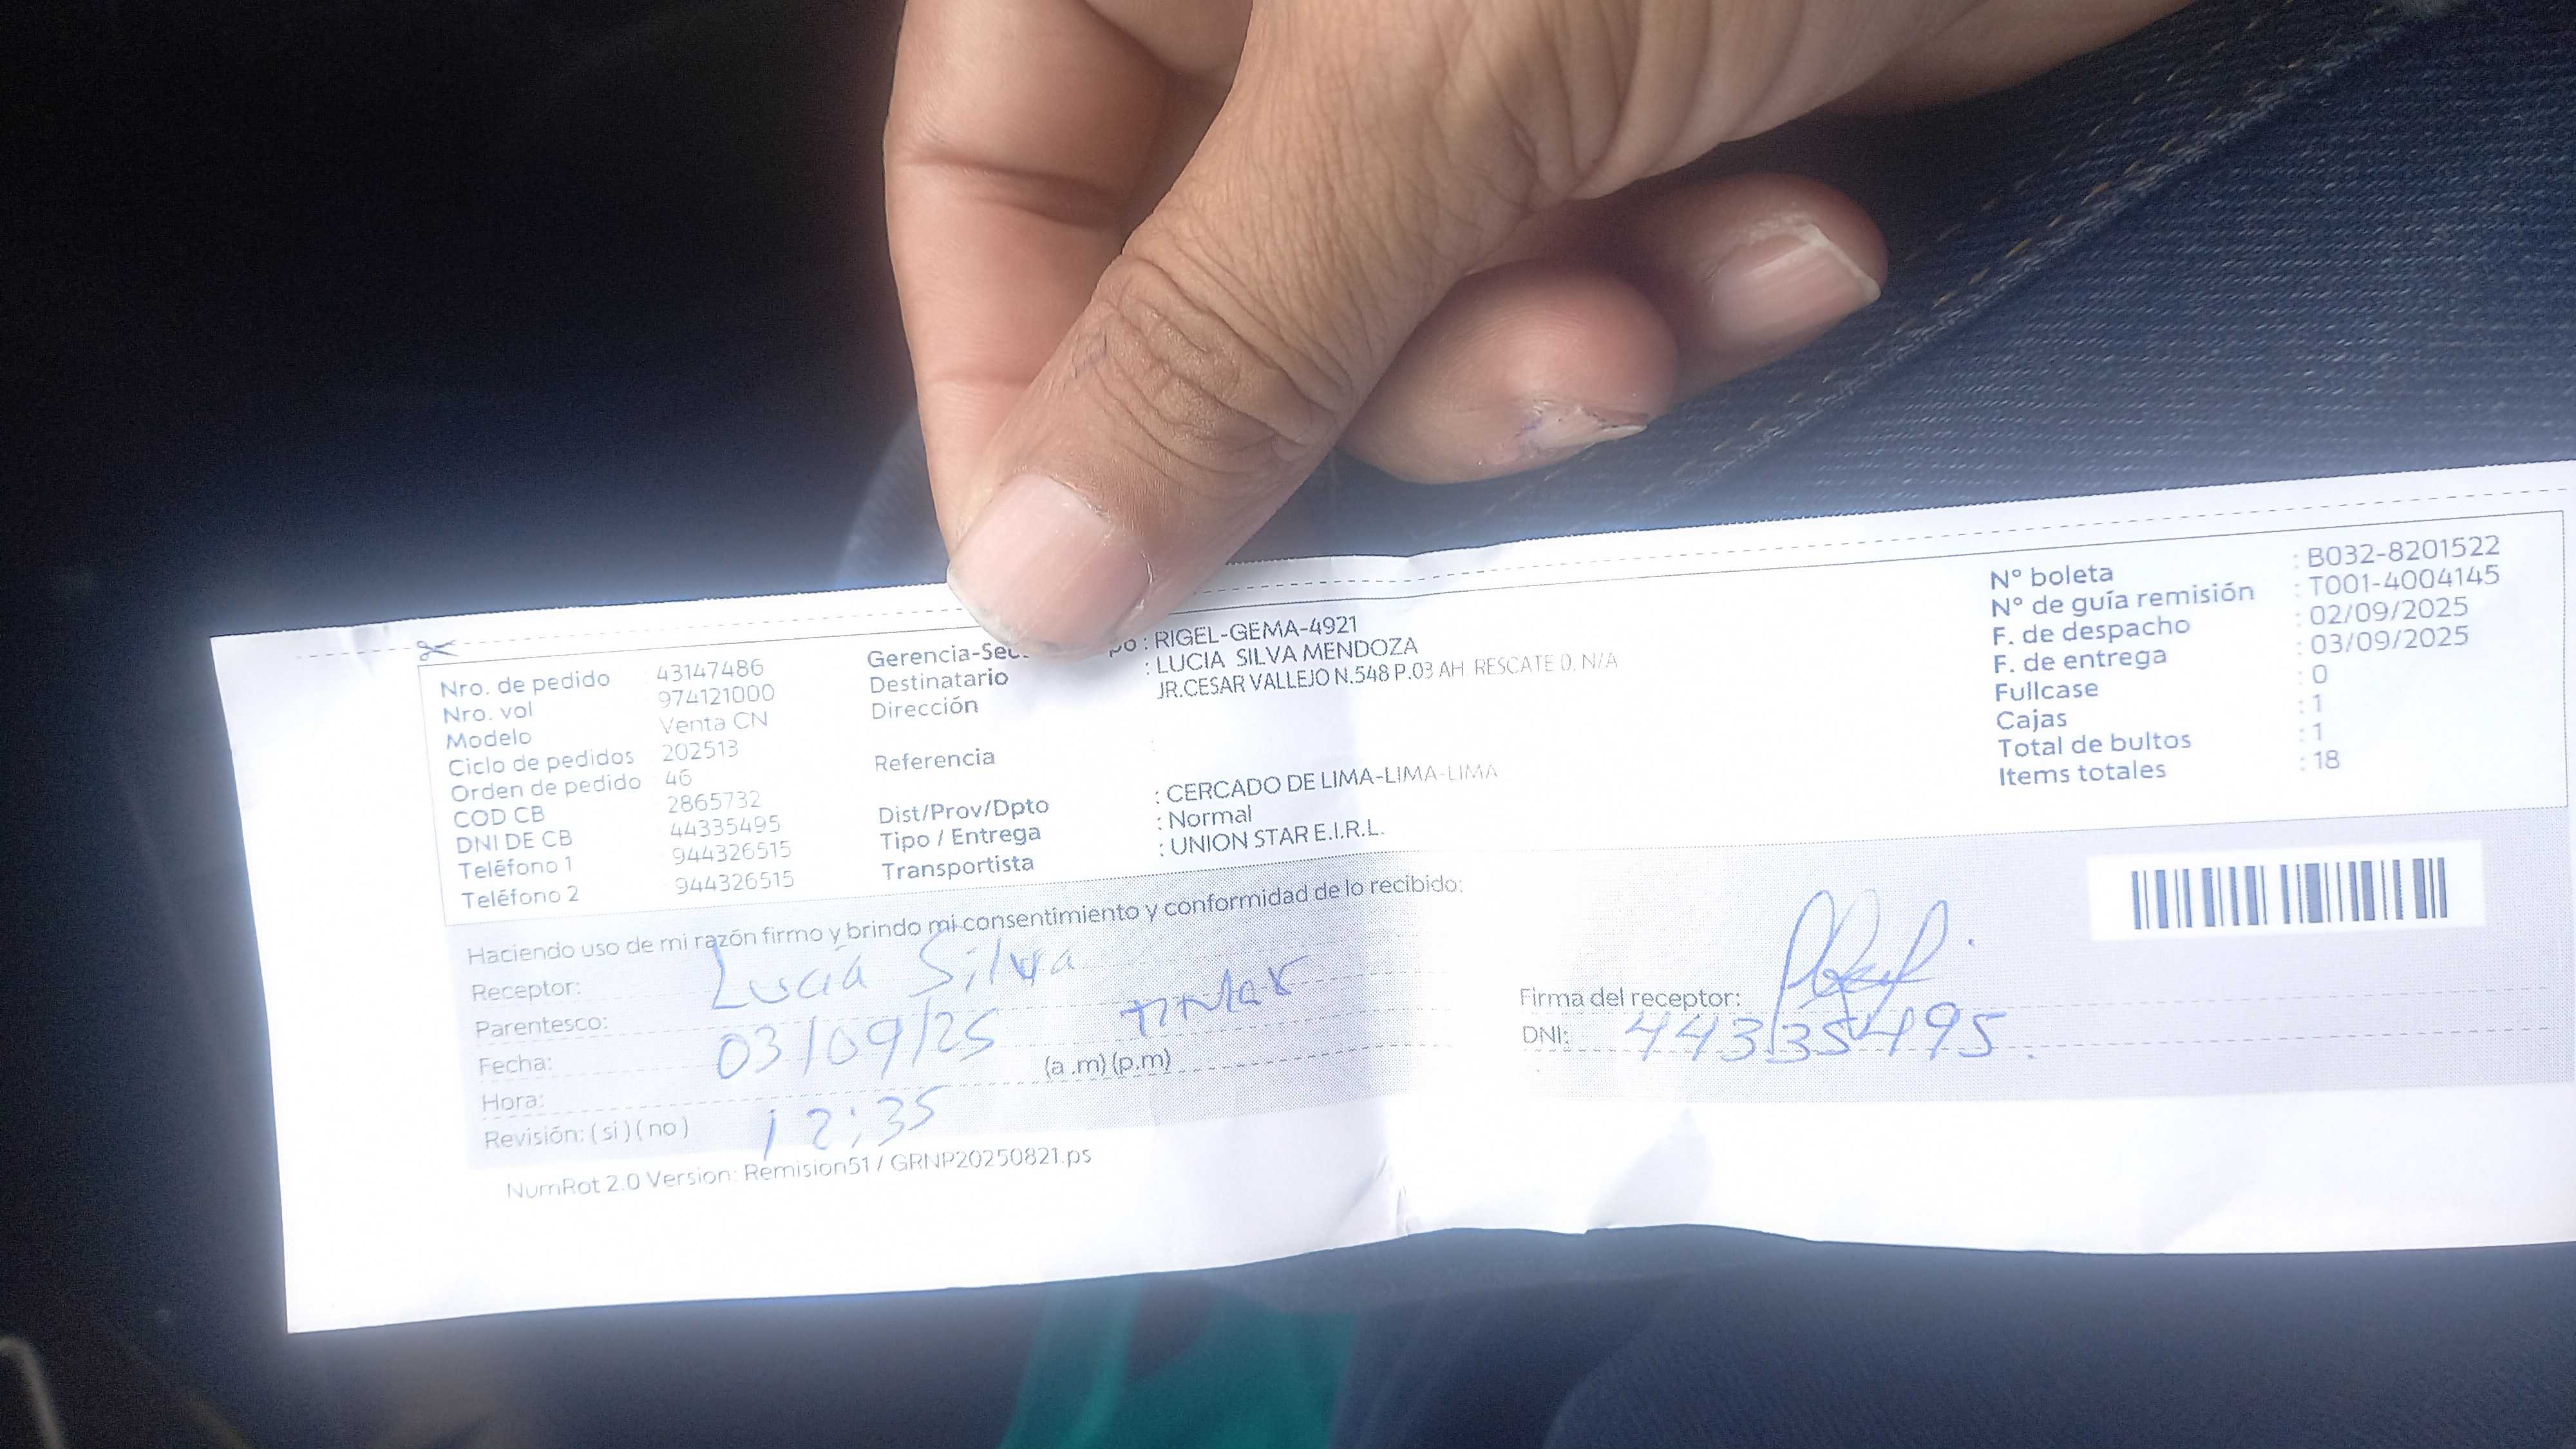 Nro. de pedido : 43147486
Nro. vol 974121000
Modelo Venta CN
Ciclo de pedidos 202513
Orden de pedido 46
COD CB 2865732
DNI DE CB 44335495
Teléfono 1 944326515
Teléfono 2 944326515
Gerencia-Sec po : RIGEL-GEMA-4921
Destinatario : LUCIA SILVA MENDOZA
Dirección JR.CESAR VALLEJO N.548 P.03 AH. RESCATE 0, N/A
Referencia :
Dist/Prov/Dpto : CERCADO DE LIMA-LIMA-LIMA
Tipo / Entrega : Normal
Transportista : UNION STAR E.I.R.L.
N° boleta : B032-8201522
N° de guía remisión : T001-4004145
F. de despacho : 02/09/2025
F. de entrega : 03/09/2025
Fullcase : 0
Cajas : 1
Total de bultos : 1
Items totales : 18
Haciendo uso de mi razón firmo y brindo mi consentimiento y conformidad de lo recibido:
Receptor: Lucia Silva
Parentesco: titular
Fecha: 03/09/25
Hora: 12:35 (a .m) (p.m)
Revisión: ( si ) ( no )
Firma del receptor:
DNI: 44335495.
NumRot 2.0 Version: Remision51 / GRNP20250821.ps